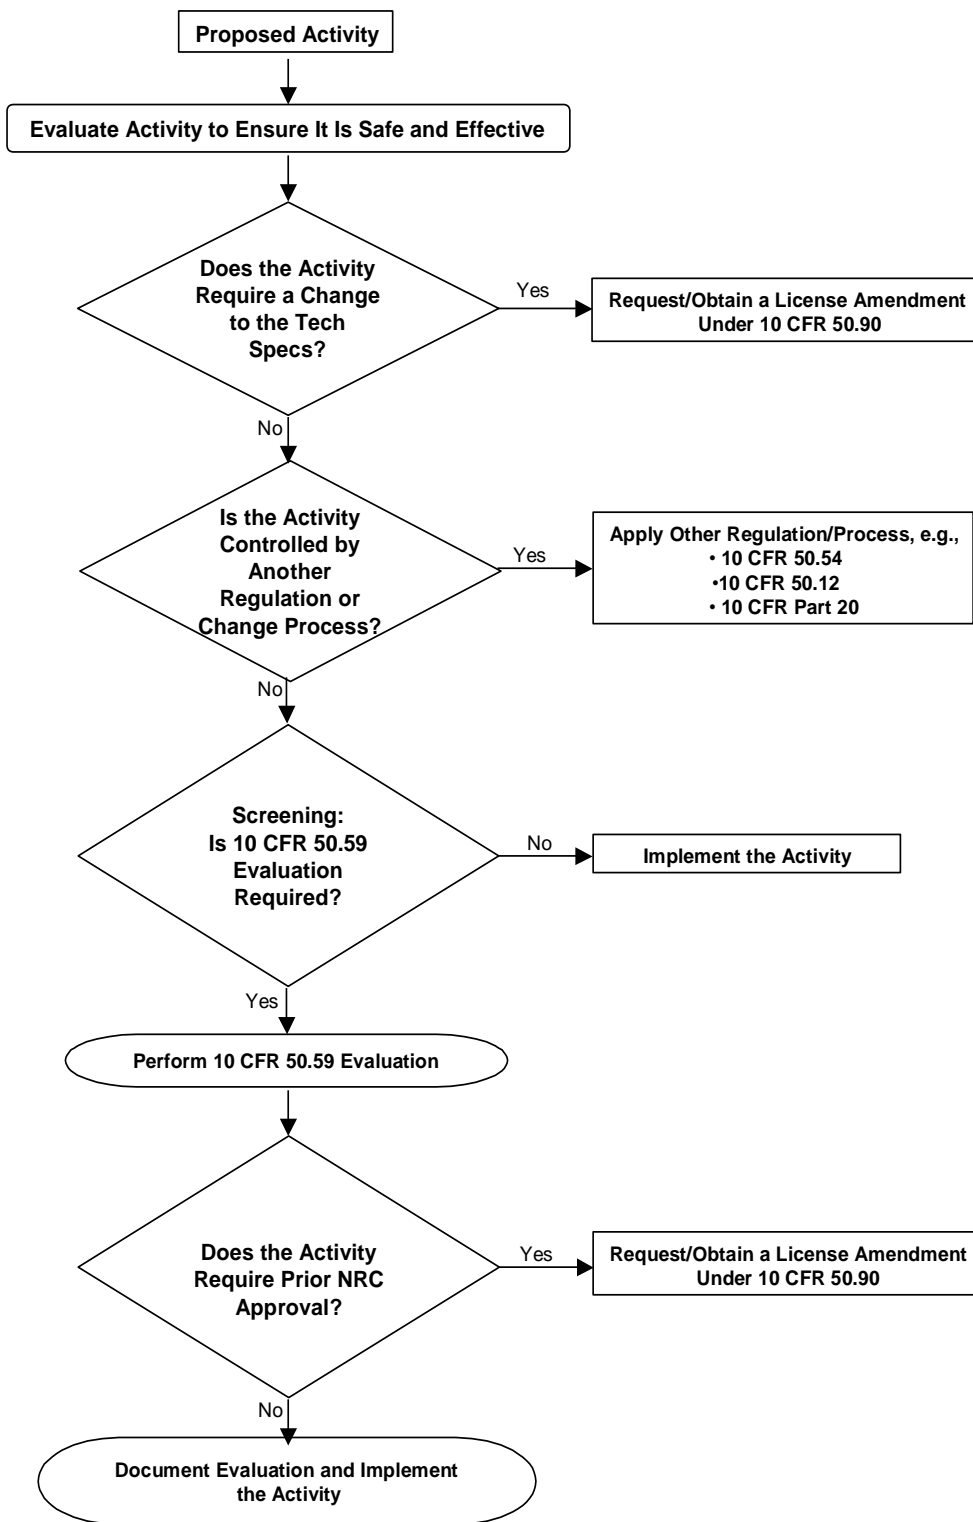 Proposed Activity
Evaluate Activity to Ensure It Is Safe and Effective
Does the Activity
Require a Change
to the Tech
Specs?
Yes
Request/Obtain a License Amendment
Under 10 CFR 50.90
No
Is the Activity
Controlled by
Another
Regulation or
Change Process?
Yes
Apply Other Regulation/Process, e.g.,
• 10 CFR 50.54
•10 CFR 50.12
• 10 CFR Part 20
No
Screening:
Is 10 CFR 50.59
Evaluation
Required?
No
Implement the Activity
Yes
Perform 10 CFR 50.59 Evaluation
Does the Activity
Require Prior NRC
Approval?
Yes
Request/Obtain a License Amendment
Under 10 CFR 50.90
No
Document Evaluation and Implement
the Activity